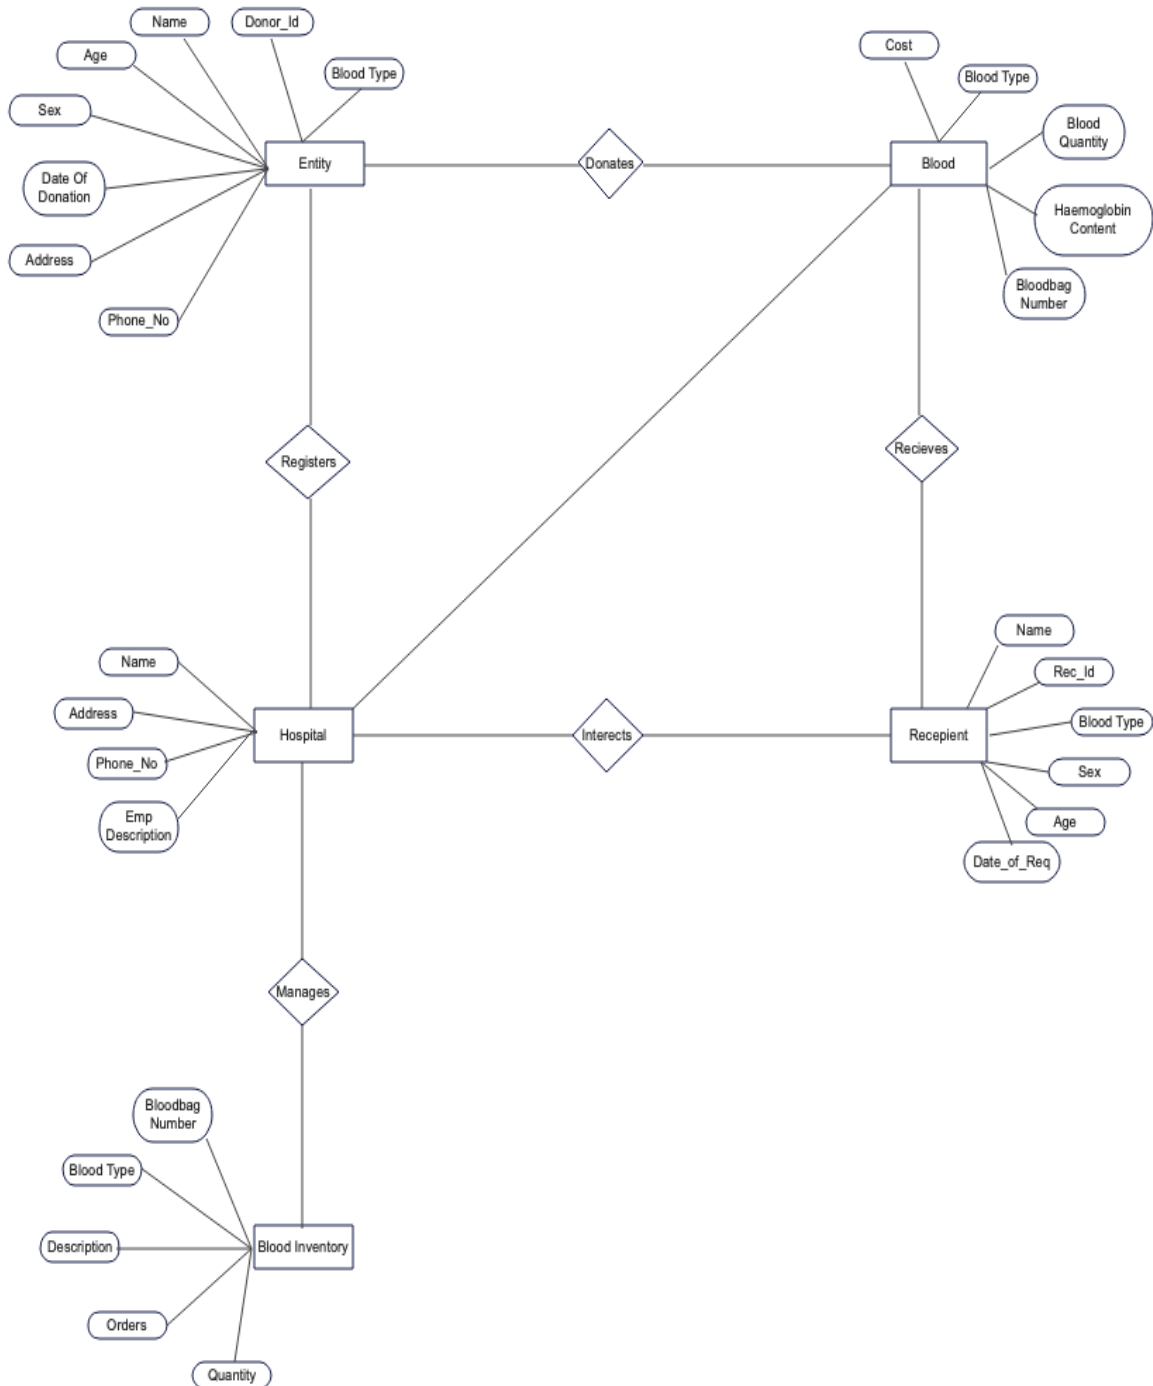 Name
Donor_Id
Age
Blood Type
Sex
Date Of
Donation
Address
Phone_No
Entity
Donates
Cost
Blood Type
Blood
Quantity
Blood
Haemoglobin
Content
Bloodbag
Number
Registers
Recieves
Name
Address
Phone_No
Emp
Description
Hospital
Interects
Recepient
Name
Rec_Id
Blood Type
Sex
Age
Date_of_Req
Manages
Bloodbag
Number
Blood Type
Description
Blood Inventory
Orders
Quantity